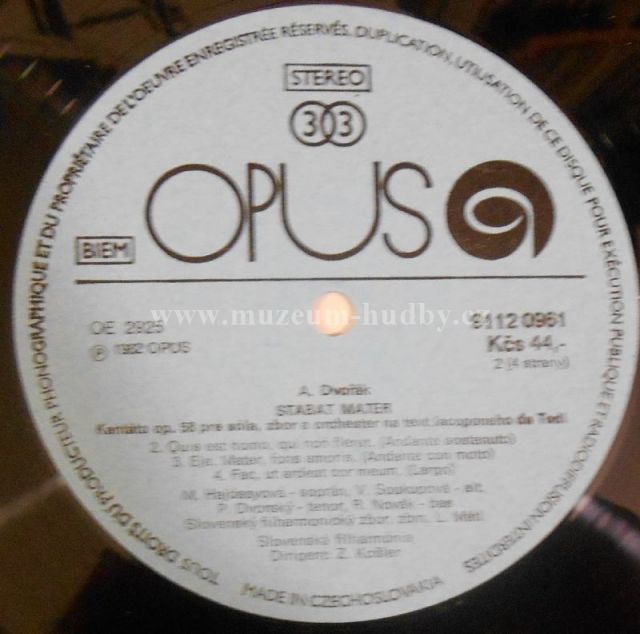 TOUS DROITS DU PRODUCTEUR PHONOGRAPHIQUE ET DU PROPRIÉTAIRE DE L'OEUVRE ENREGISTRÉE RÉSERVÉS. DUPLICATION, UTILISATION DE CE DISQUE POUR EXÉCUTION PUBLIQUE ET RADIODIFFUSION INTERDITES
STEREO
33
OPUS
BIEM
www.muzeum-hudby.cz
OE 2925
9112 0961
Ⓟ 1982 OPUS
Kčs 44,-
2 (4 strany)
A. Dvořák
STABAT MATER
Kantáta op. 58 pre sóla, zbor a orchester na text Jacoponeho da Todi
2. Quis est homo, qui non fleret. (Andante sostenuto)
3. Eja, Mater, fons amoris. (Andante con moto)
4. Fac, ut ardeat cor meum. (Largo)
M. Hajóssyová - soprán, V. Soukupová - alt,
P. Dvorský - tenor, R. Novák - bas
Slovenský filharmonický zbor, zbm. L. Mátl
Slovenská filharmónia
Dirigent: Z. Košler
MADE IN CZECHOSLOVAKIA